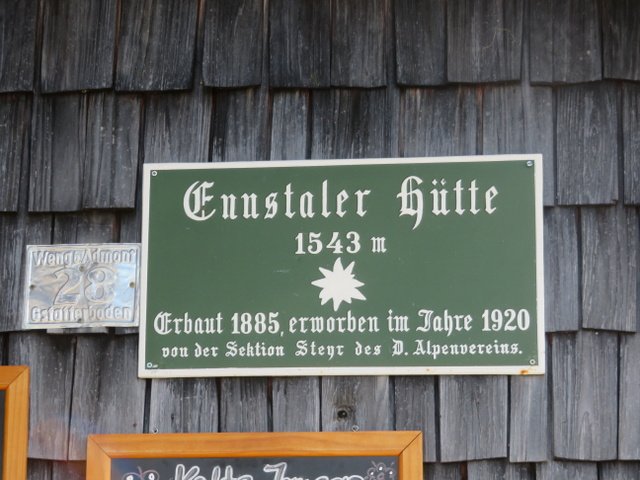 Ennstaler Hütte
1543 m
Erbaut 1885, erworben im Jahre 1920
von der Sektion Steyr des D. Alpenvereins.
Weng b. Admont
28
Gstatterboden
Kalte